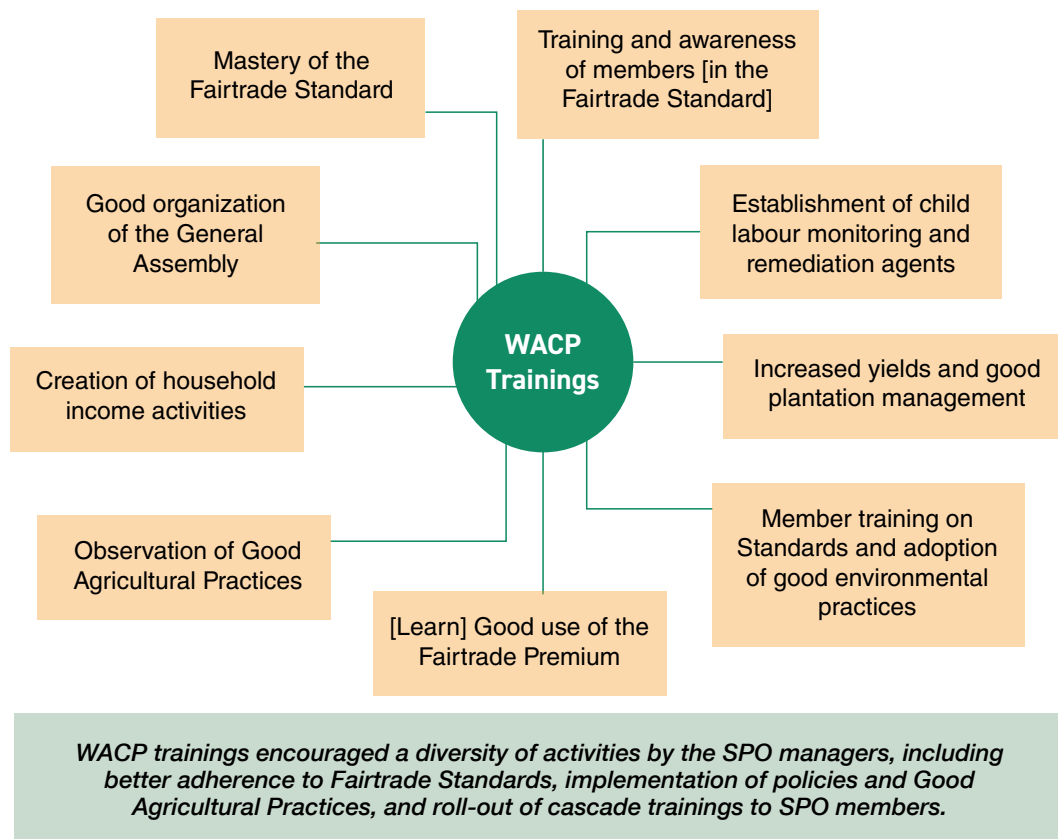 Mastery of the
Fairtrade Standard
Training and awareness
of members [in the
Fairtrade Standard]
Good organization
of the General
Assembly
Establishment of child
labour monitoring and
remediation agents
WACP
Trainings
Creation of household
income activities
Increased yields and good
plantation management
Observation of Good
Agricultural Practices
Member training on
Standards and adoption
of good environmental
practices
[Learn] Good use of the
Fairtrade Premium
WACP trainings encouraged a diversity of activities by the SPO managers, including
better adherence to Fairtrade Standards, implementation of policies and Good
Agricultural Practices, and roll-out of cascade trainings to SPO members.